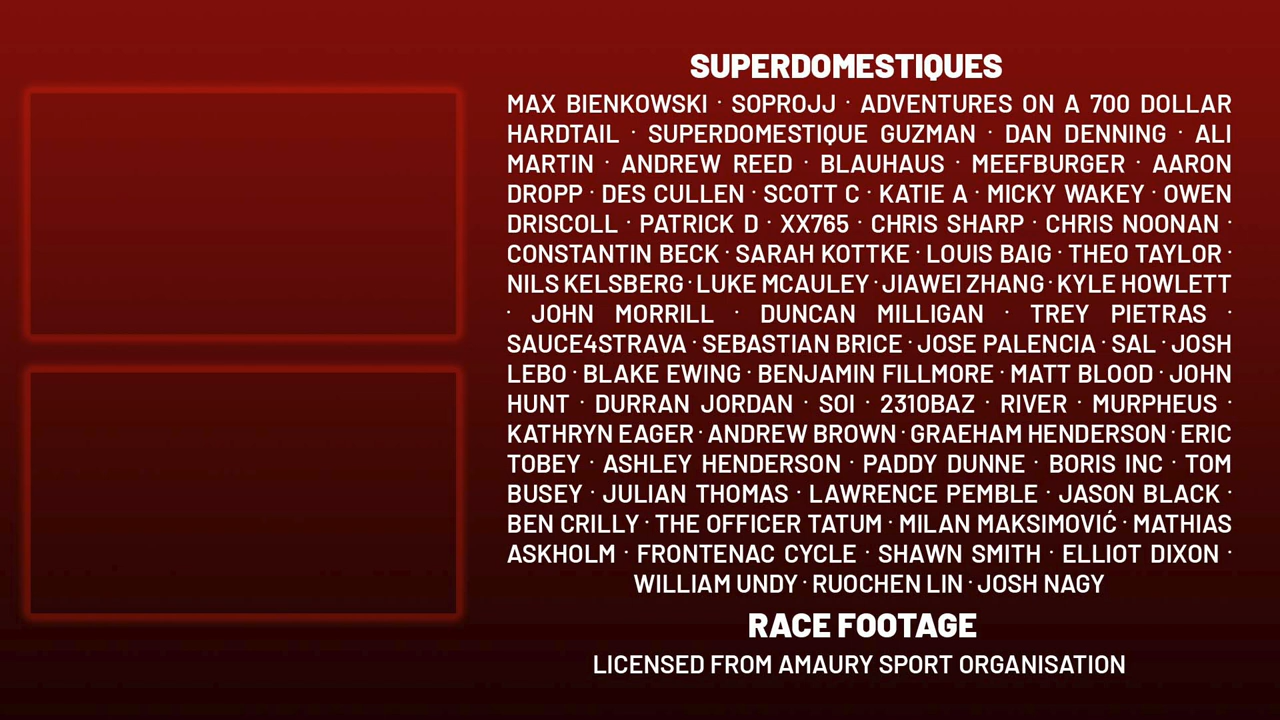 SUPERDOMESTIQUES
MAX BIENKOWSKI · SOPROJJ · ADVENTURES ON A 700 DOLLAR
HARDTAIL · SUPERDOMESTIQUE GUZMAN · DAN DENNING · ALI
MARTIN · ANDREW REED · BLAUHAUS · MEEFBURGER · AARON
DROPP · DES CULLEN · SCOTT C · KATIE A · MICKY WAKEY · OWEN
DRISCOLL · PATRICK D · XX765 · CHRIS SHARP · CHRIS NOONAN ·
CONSTANTIN BECK · SARAH KOTTKE · LOUIS BAIG · THEO TAYLOR ·
NILS KELSBERG · LUKE MCAULEY · JIAWEI ZHANG · KYLE HOWLETT
· JOHN MORRILL · DUNCAN MILLIGAN · TREY PIETRAS ·
SAUCE4STRAVA · SEBASTIAN BRICE · JOSE PALENCIA · SAL · JOSH
LEBO · BLAKE EWING · BENJAMIN FILLMORE · MATT BLOOD · JOHN
HUNT · DURRAN JORDAN · SOI · 2310BAZ · RIVER · MURPHEUS ·
KATHRYN EAGER · ANDREW BROWN · GRAEHAM HENDERSON · ERIC
TOBEY · ASHLEY HENDERSON · PADDY DUNNE · BORIS INC · TOM
BUSEY · JULIAN THOMAS · LAWRENCE PEMBLE · JASON BLACK ·
BEN CRILLY · THE OFFICER TATUM · MILAN MAKSIMOVIĆ · MATHIAS
ASKHOLM · FRONTENAC CYCLE · SHAWN SMITH · ELLIOT DIXON ·
WILLIAM UNDY · RUOCHEN LIN · JOSH NAGY
RACE FOOTAGE
LICENSED FROM AMAURY SPORT ORGANISATION